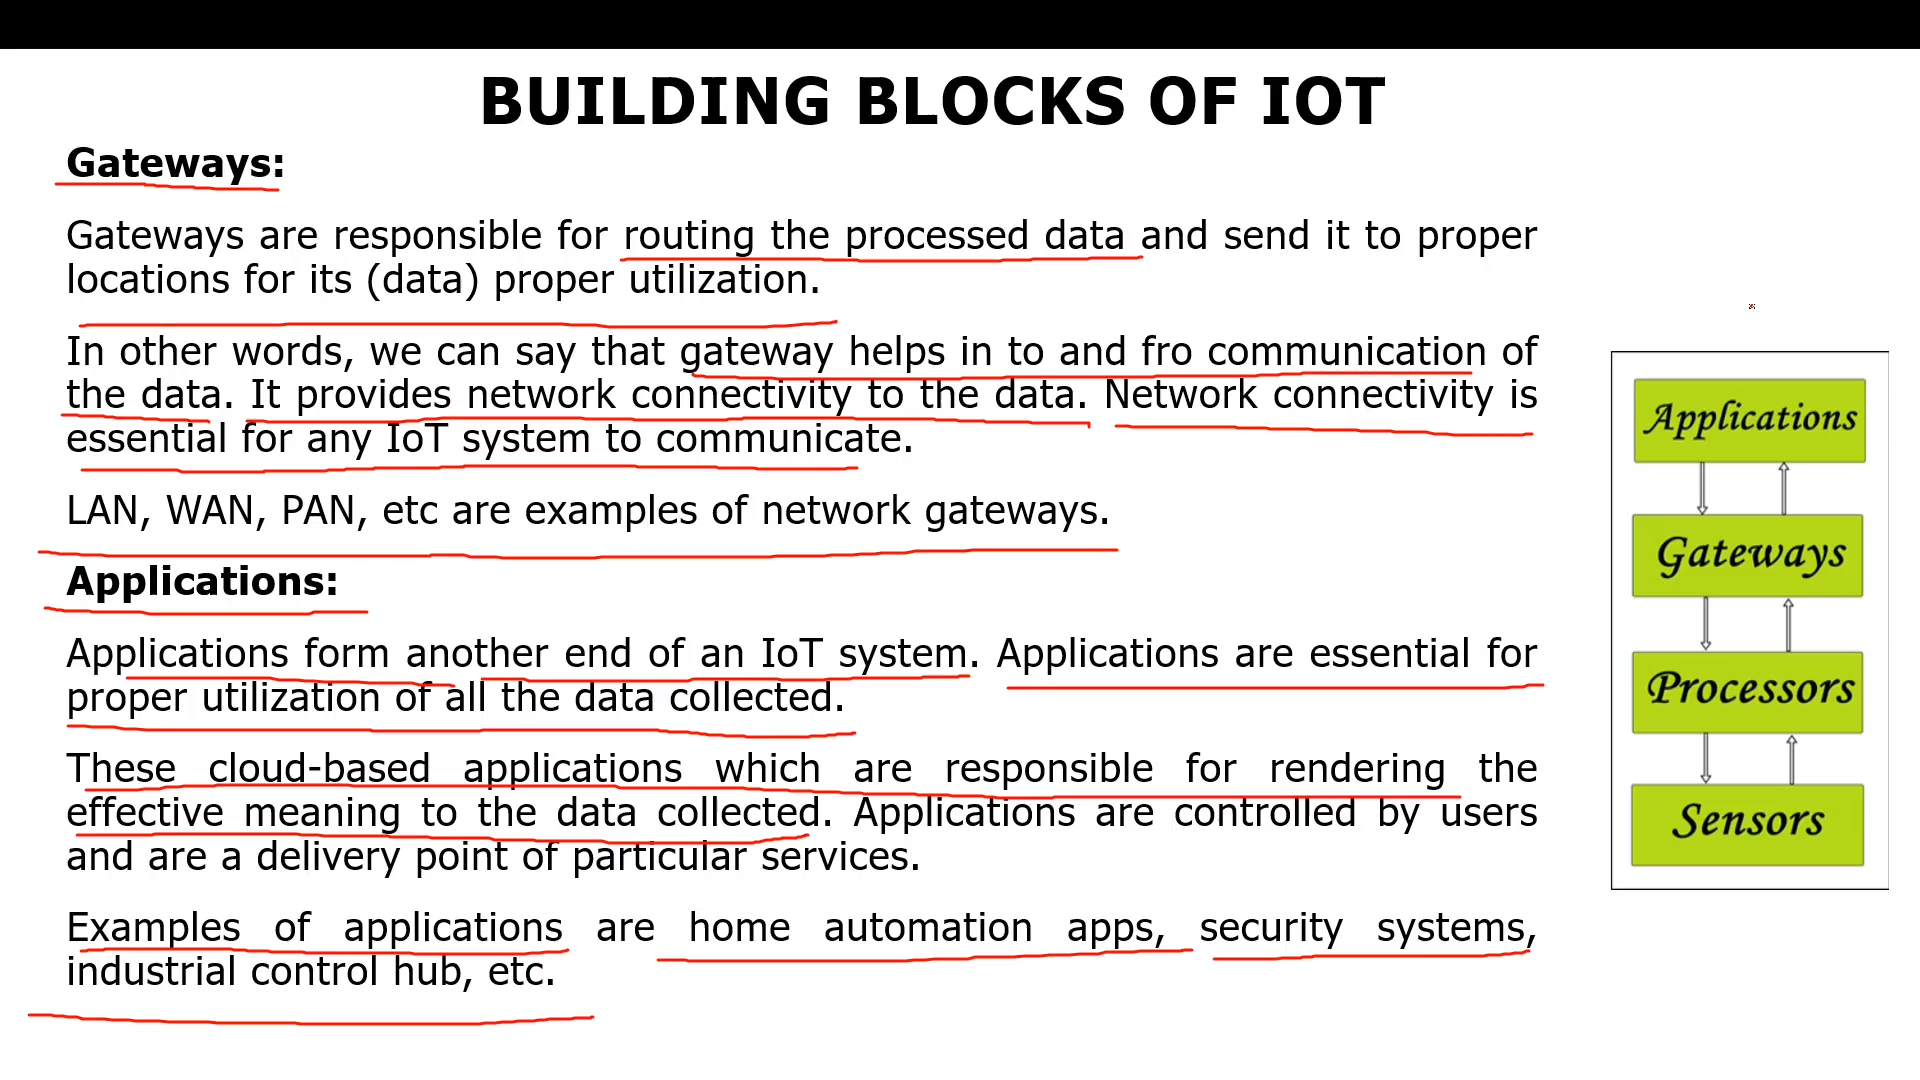 BUILDING BLOCKS OF IOT
Gateways:
Gateways are responsible for routing the processed data and send it to proper
locations for its (data) proper utilization.
In other words, we can say that gateway helps in to and fro communication of
the data. It provides network connectivity to the data. Network connectivity is
essential for any IoT system to communicate.
LAN, WAN, PAN, etc are examples of network gateways.
Applications:
Applications form another end of an IoT system. Applications are essential for
proper utilization of all the data collected.
These cloud-based applications which are responsible for rendering the
effective meaning to the data collected. Applications are controlled by users
and are a delivery point of particular services.
Examples of applications are home automation apps, security systems,
industrial control hub, etc.
Applications
Gateways
Processors
Sensors